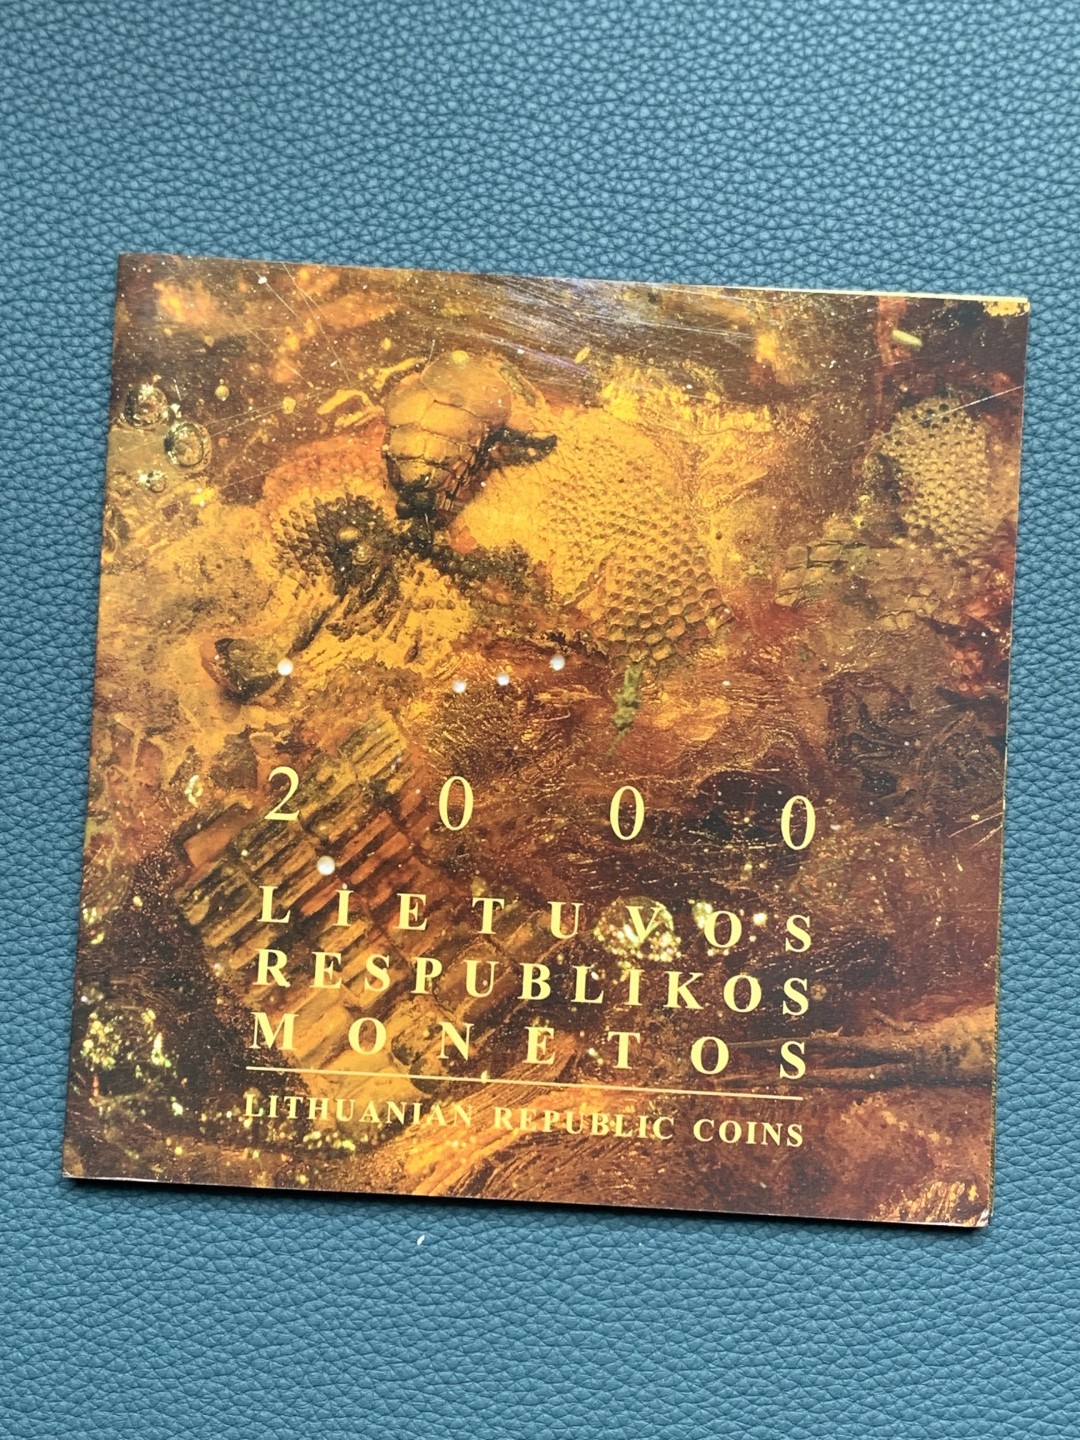 2000
LIETUVOS
RESPUBLIKOS
MONETOS
LITHUANIAN REPUBLIC COINS